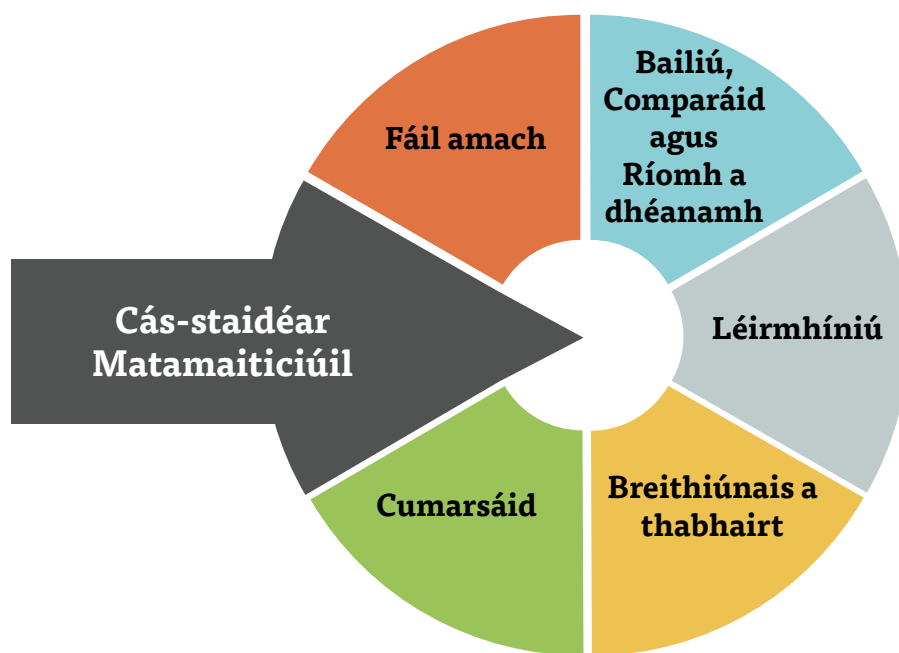 Cás-staidéar
Matamaiticiúil
Fáil amach
Bailiú,
Comparáid
agus
Ríomh a
dhéanamh
Léirmhíniú
Breithiúnais a
thabhairt
Cumarsáid